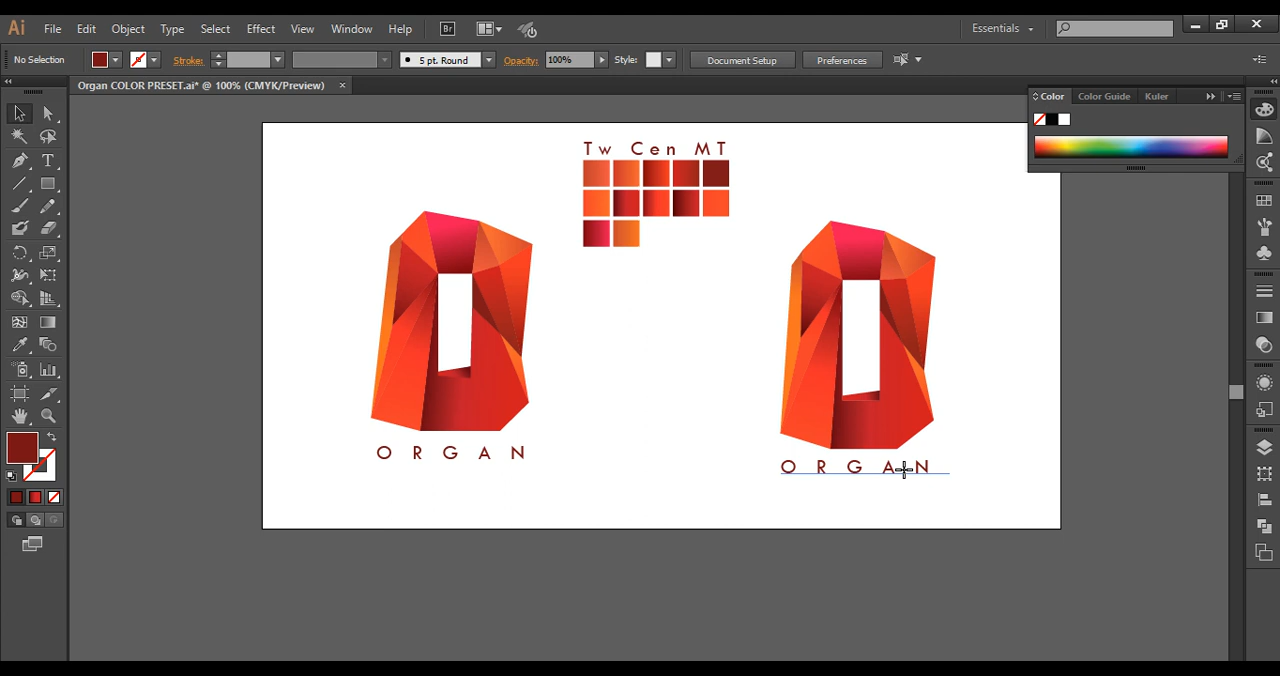 Ai File Edit Object Type Select Effect View Window Help Br Essentials
No Selection Stroke: 5 pt. Round Opacity: 100% Style: Document Setup Preferences
Organ COLOR PRESET.ai* @ 100% (CMYK/Preview)
Color Color Guide Kuler
Tw Cen MT
ORGAN
ORGAN